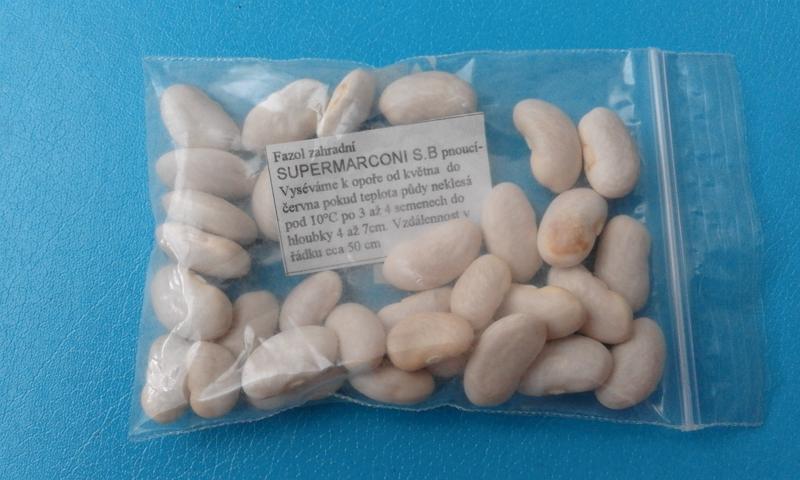 Fazol zahradní
SUPERMARCONI S.B pnoucí-
Vyséváme k opoře od května do
června pokud teplota půdy neklesá
pod 10°C po 3 až 4 semenech do
hloubky 4 až 7cm. Vzdálennost v
řádku cca 50 cm